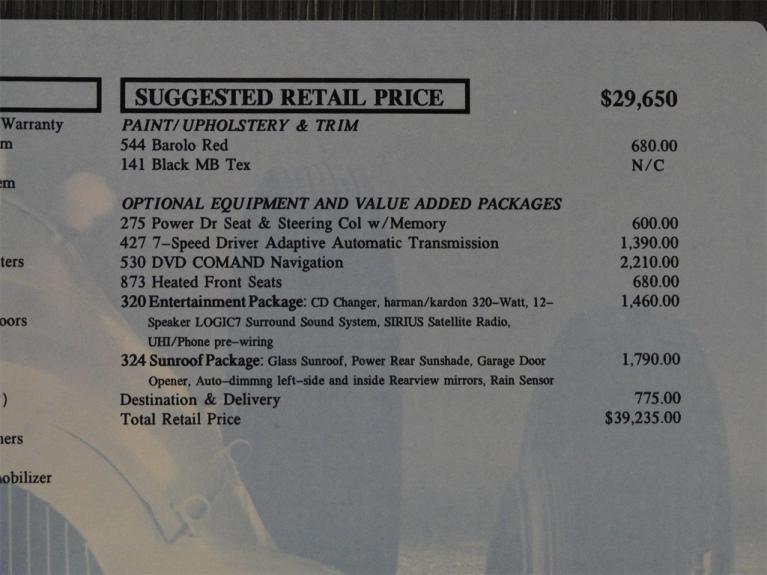 SUGGESTED RETAIL PRICE $29,650
Warranty PAINT/UPHOLSTERY & TRIM
m 544 Barolo Red 680.00
141 Black MB Tex N/C
em
OPTIONAL EQUIPMENT AND VALUE ADDED PACKAGES
275 Power Dr Seat & Steering Col w/Memory 600.00
427 7-Speed Driver Adaptive Automatic Transmission 1,390.00
ters 530 DVD COMAND Navigation 2,210.00
873 Heated Front Seats 680.00
320 Entertainment Package: CD Changer, harman/kardon 320-Watt, 12- 1,460.00
oors Speaker LOGIC7 Surround Sound System, SIRIUS Satellite Radio,
UHI/Phone pre-wiring
324 Sunroof Package: Glass Sunroof, Power Rear Sunshade, Garage Door 1,790.00
Opener, Auto-dimmng left-side and inside Rearview mirrors, Rain Sensor
) Destination & Delivery 775.00
Total Retail Price $39,235.00
ners
obilizer